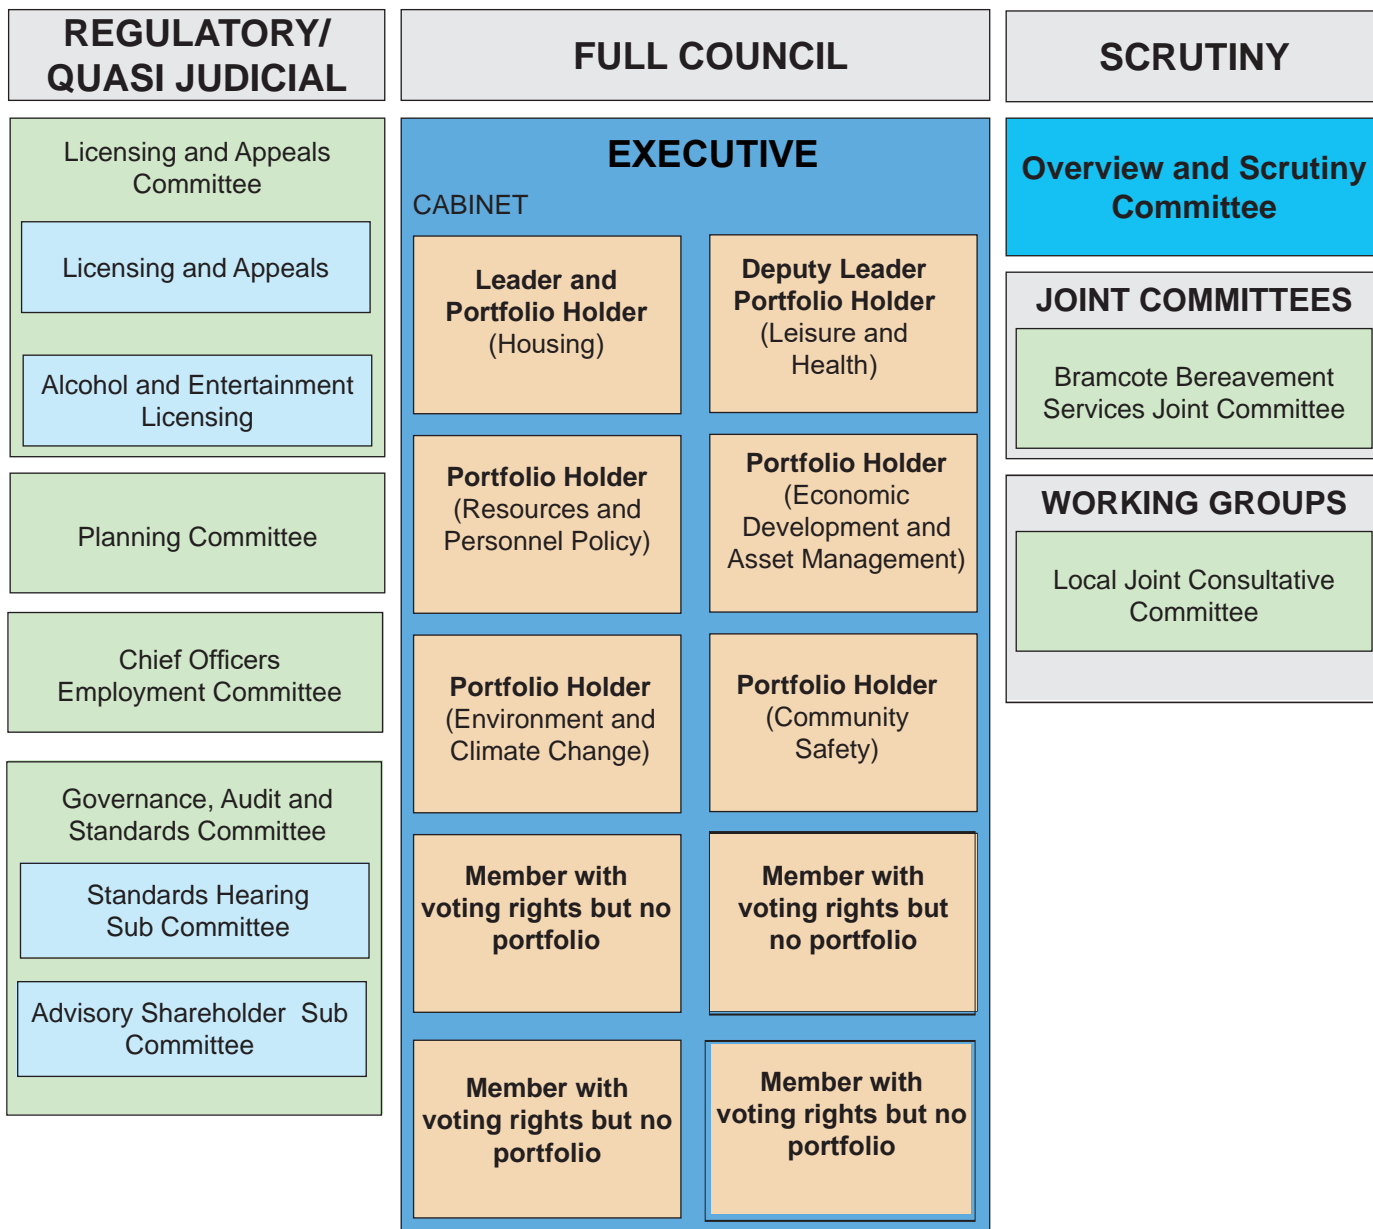 REGULATORY/
QUASI JUDICIAL
Licensing and Appeals
Committee
Licensing and Appeals
Alcohol and Entertainment
Licensing
Planning Committee
Chief Officers
Employment Committee
Governance, Audit and
Standards Committee
Standards Hearing
Sub Committee
Advisory Shareholder  Sub
Committee
FULL COUNCIL
EXECUTIVE
CABINET
Leader and
Portfolio Holder
(Housing)
Deputy Leader
Portfolio Holder
(Leisure and
Health)
Portfolio Holder
(Resources and
Personnel Policy)
Portfolio Holder
(Economic
Development and
Asset Management)
Portfolio Holder
(Environment and
Climate Change)
Portfolio Holder
(Community
Safety)
Member with
voting rights but no
portfolio
Member with
voting rights but
no portfolio
Member with
voting rights but no
portfolio
Member with
voting rights but no
portfolio
SCRUTINY
Overview and Scrutiny
Committee
JOINT COMMITTEES
Bramcote Bereavement
Services Joint Committee
WORKING GROUPS
Local Joint Consultative
Committee